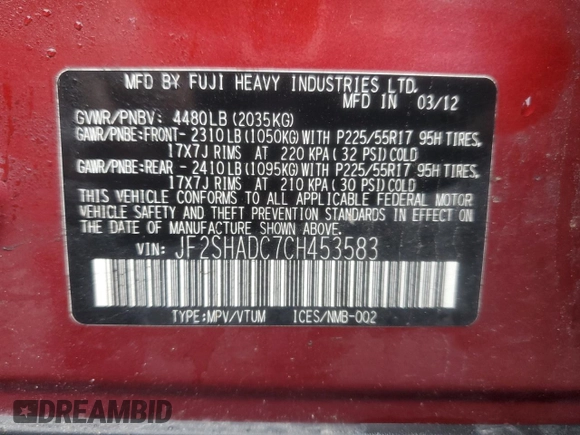 MFD BY FUJI HEAVY INDUSTRIES LTD.
MFD IN 03/12
GVWR/PNBV: 4480LB (2035KG)
GAWR/PNBE:FRONT- 2310LB (1050KG) WITH P225/55R17 95H TIRES,
17X7J RIMS AT 220 KPA (32 PSI) COLD
GAWR/PNBE:REAR - 2410LB (1095KG) WITH P225/55R17 95H TIRES,
17X7J RIMS AT 210 KPA (30 PSI) COLD
THIS VEHICLE CONFORMS TO ALL APPLICABLE FEDERAL MOTOR
VEHICLE SAFETY AND THEFT PREVENTION STANDARDS IN EFFECT ON
THE DATE OF MANUFACTURE SHOWN ABOVE.
VIN: JF2SHADC7CH453583
TYPE:MPV/VTUM ICES/NMB-002
DREAMBID